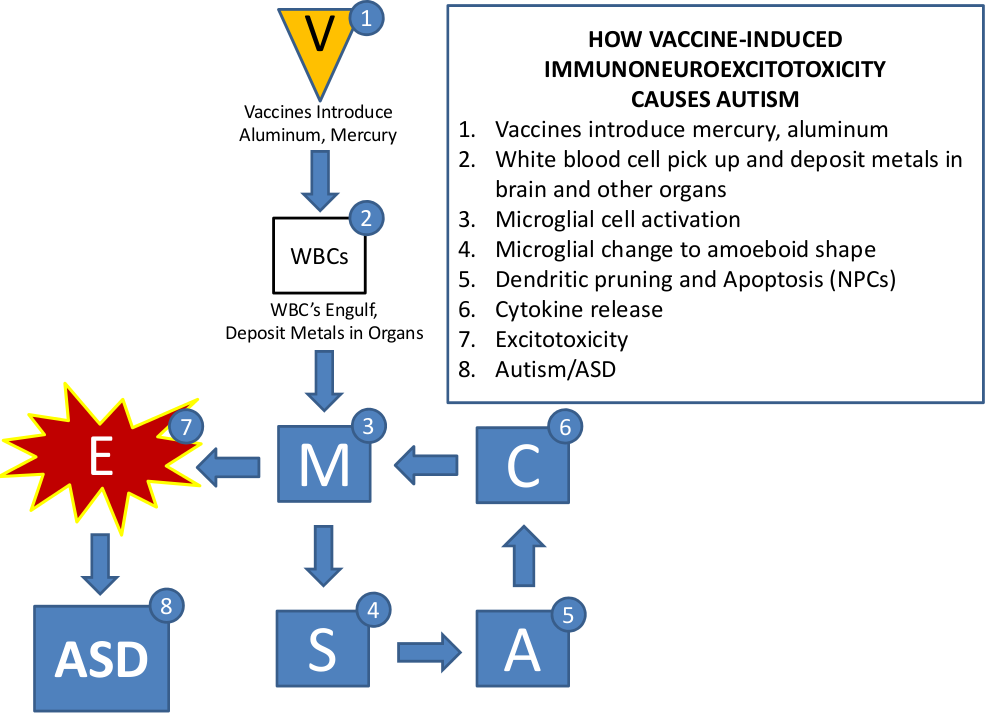 V
1
Vaccines Introduce
Aluminum, Mercury
2
WBCs
WBC’s Engulf,
Deposit Metals in Organs
HOW VACCINE-INDUCED
IMMUNONEUROEXCITOTOXICITY
CAUSES AUTISM
1. Vaccines introduce mercury, aluminum
2. White blood cell pick up and deposit metals in
brain and other organs
3. Microglial cell activation
4. Microglial change to amoeboid shape
5. Dendritic pruning and Apoptosis (NPCs)
6. Cytokine release
7. Excitotoxicity
8. Autism/ASD
E
7
M
3
C
6
ASD
8
S
4
A
5